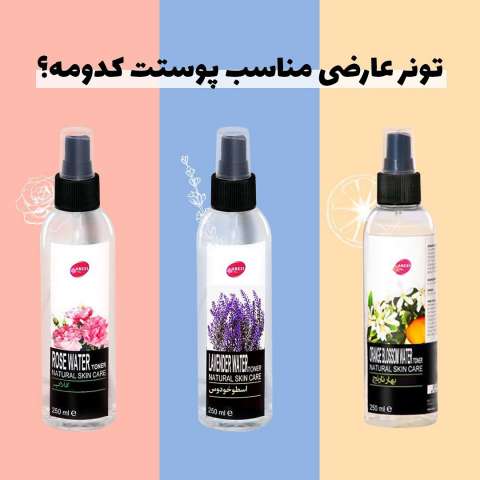 تونر عارضی مناسب پوستت کدومه؟
ROSE WATER TONER
NATURAL SKIN CARE
گلاب
250 ml e
LAVENDER WATER TONER
NATURAL SKIN CARE
اسطوخودوس
250 ml e
ORANGE BLOSSOM WATER TONER
NATURAL SKIN CARE
بهار نارنج
250 ml e